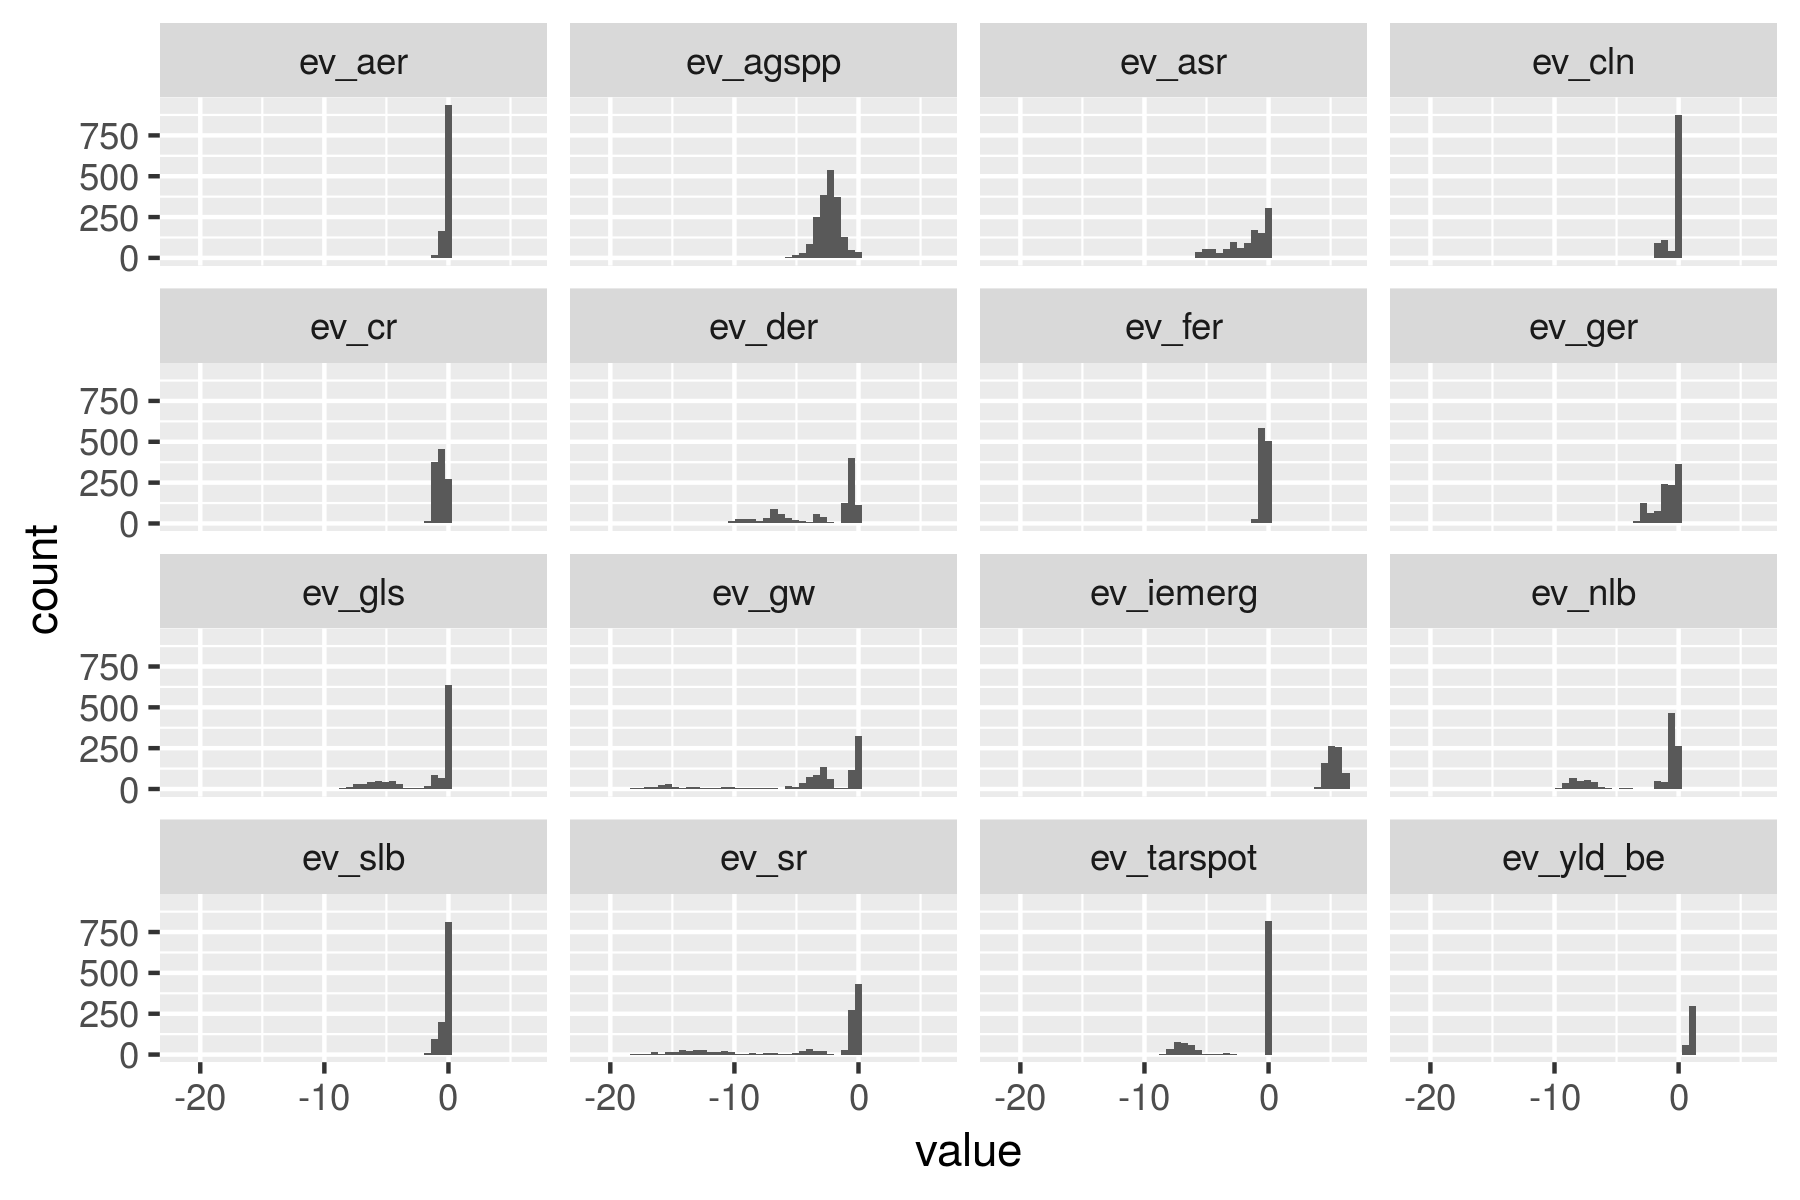 ev_aer ev_agspp ev_asr ev_cln
750
500
250
0
ev_cr ev_der ev_fer ev_ger
750
500
250
0
count
ev_gls ev_gw ev_iemerg ev_nlb
750
500
250
0
ev_slb ev_sr ev_tarspot ev_yld_be
750
500
250
0
-20 -10 0 -20 -10 0 -20 -10 0 -20 -10 0
value